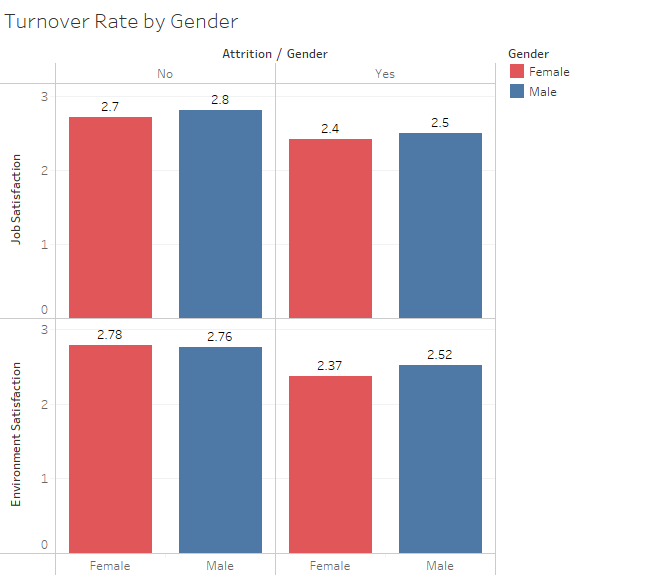 Turnover Rate by Gender
Attrition / Gender
No
Yes
Gender
Female
Male
Job Satisfaction
3
2
1
0
2.7
2.8
2.4
2.5
Environment Satisfaction
3
2
1
0
2.78
2.76
2.37
2.52
Female
Male
Female
Male